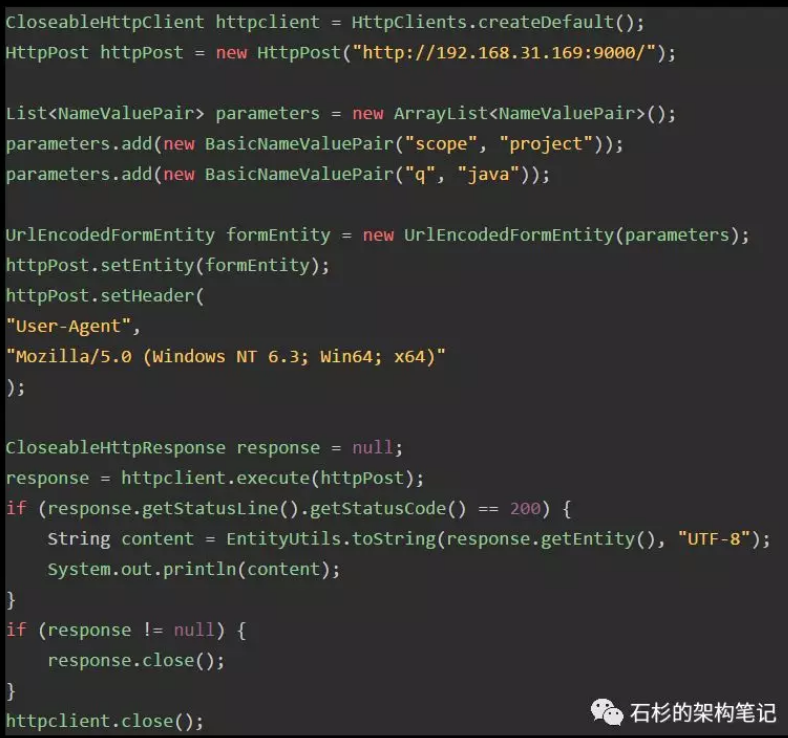 CloseableHttpClient httpclient = HttpClients.createDefault();
HttpPost httpPost = new HttpPost("http://192.168.31.169:9000/");
List<NameValuePair> parameters = new ArrayList<NameValuePair>();
parameters.add(new BasicNameValuePair("scope", "project"));
parameters.add(new BasicNameValuePair("q", "java"));
UrlEncodedFormEntity formEntity = new UrlEncodedFormEntity(parameters);
httpPost.setEntity(formEntity);
httpPost.setHeader(
"User-Agent",
"Mozilla/5.0 (Windows NT 6.3; Win64; x64)"
);
CloseableHttpResponse response = null;
response = httpclient.execute(httpPost);
if (response.getStatusLine().getStatusCode() == 200) {
    String content = EntityUtils.toString(response.getEntity(), "UTF-8");
    System.out.println(content);
}
if (response != null) {
    response.close();
}
httpclient.close();
石杉的架构笔记